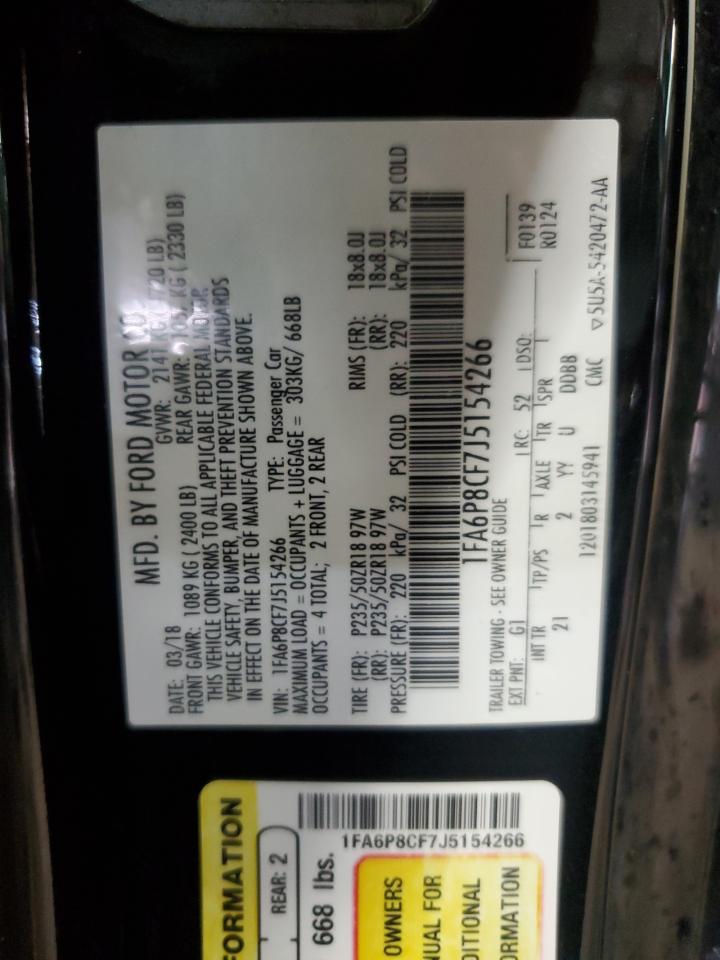 MFD. BY FORD MOTOR
DATE: 03/18 GVWR:
FRONT GAWR: 1089 KG ( 2400 LB) REAR GAWR: KG ( 2330 LB)
THIS VEHICLE CONFORMS TO ALL APPLICABLE FEDERAL MOTOR
VEHICLE SAFETY, BUMPER, AND THEFT PREVENTION STANDARDS
IN EFFECT ON THE DATE OF MANUFACTURE SHOWN ABOVE.
VIN: 1FA6P8CF7J5154266 TYPE: Passenger Car
MAXIMUM LOAD = OCCUPANTS + LUGGAGE = 303KG/ 668LB
OCCUPANTS = 4 TOTAL; 2 FRONT, 2 REAR
TIRE (FR): P235/50ZR18 97W RIMS (FR): 18x8.0J
(RR): P235/50ZR18 97W (RR): 18x8.0J
PRESSURE (FR): 220 kPa/ 32 PSI COLD (RR): 220 kPa/ 32 PSI COLD
1FA6P8CF7J5154266
TRAILER TOWING - SEE OWNER GUIDE
EXT PNT: G1 RC: 52 DSO: F0139
INT TR TP/PS R AXLE TR SPR R0124
21 2 YY U DDBB
1201803145941 CMC ▽5U5A-5420472-AA
FORMATION
REAR: 2
668 lbs.
1FA6P8CF7J5154266
OWNERS
NUAL FOR
DITIONAL
ORMATION